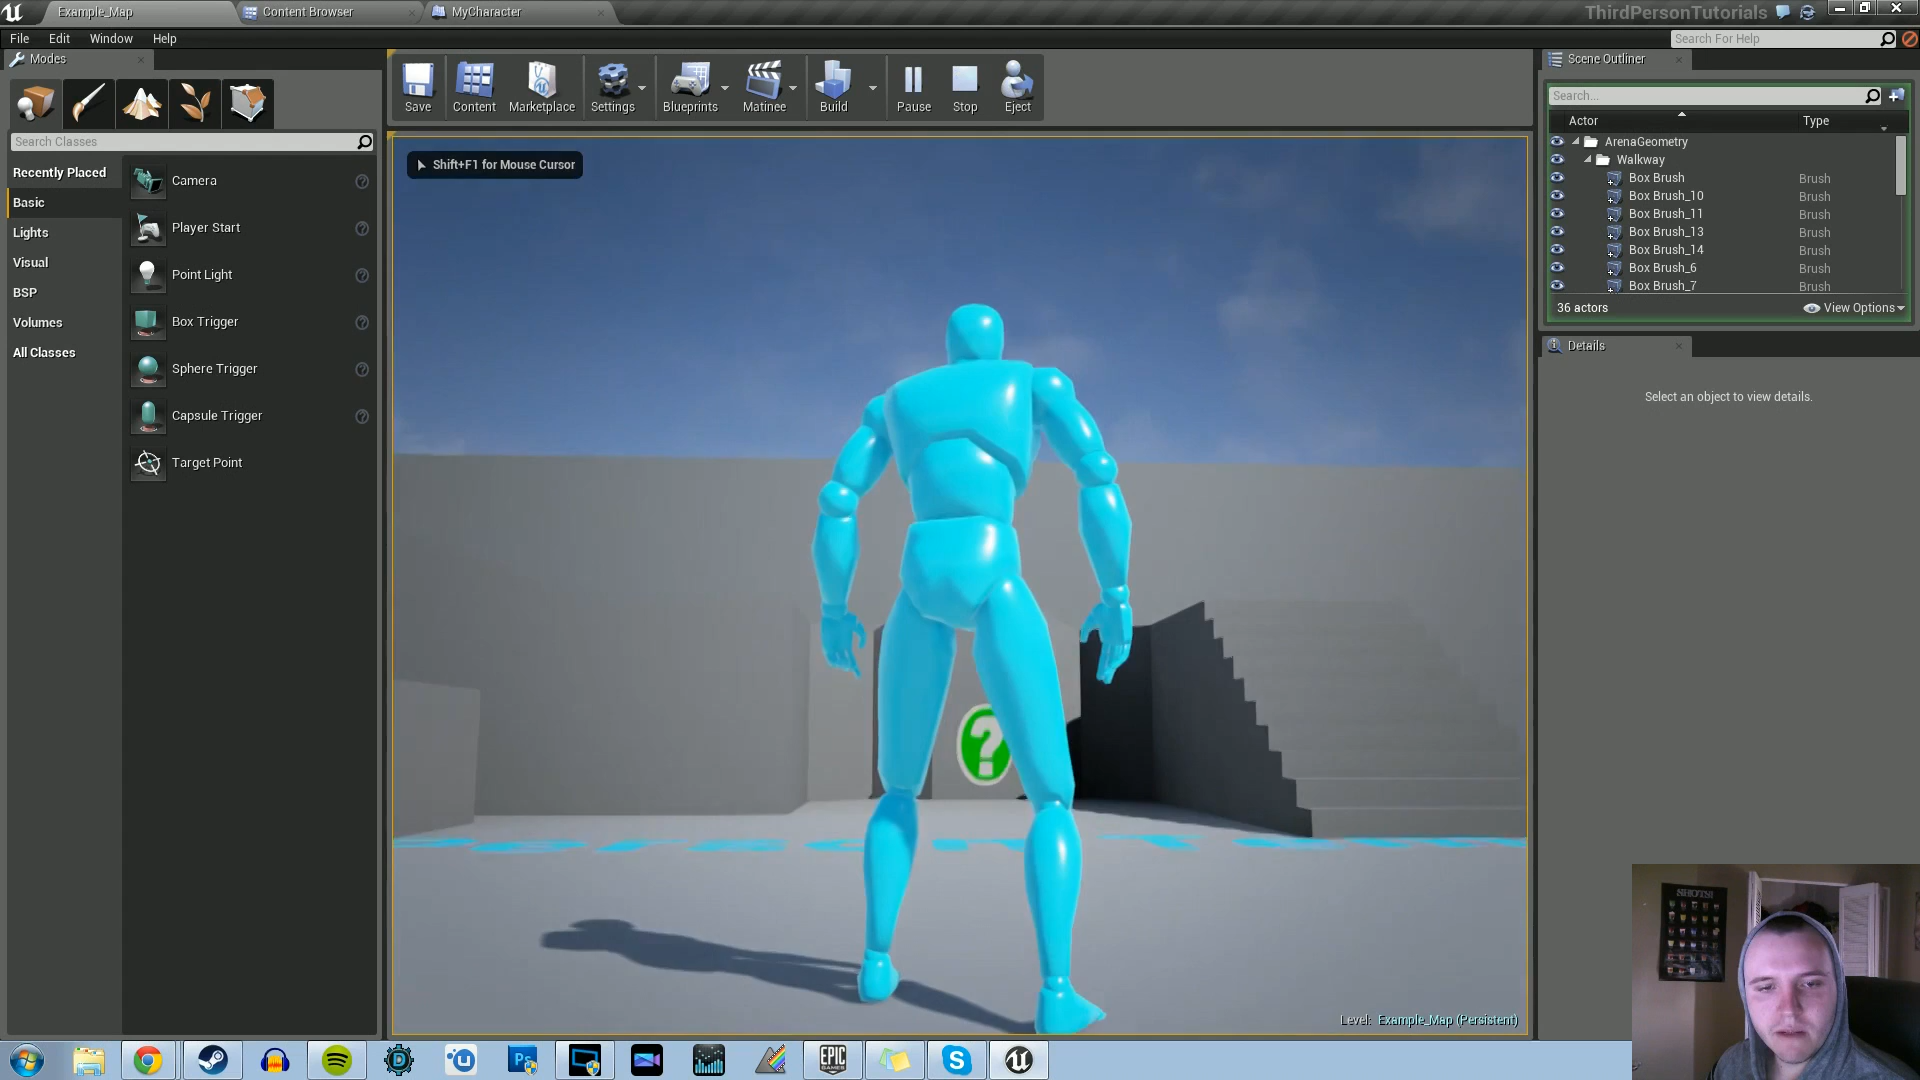 Example_Map
Content Browser
MyCharacter
ThirdPersonTutorials
File
Edit
Window
Help
Search For Help
Modes
Save
Content
Marketplace
Settings
Blueprints
Matinee
Build
Pause
Stop
Eject
Search Classes
Recently Placed
Basic
Lights
Visual
BSP
Volumes
All Classes
Camera
Player Start
Point Light
Box Trigger
Sphere Trigger
Capsule Trigger
Target Point
Shift+F1 for Mouse Cursor
?
Level: Example_Map (Persistent)
Scene Outliner
Search...
Actor
Type
ArenaGeometry
Walkway
Box Brush Brush
Box Brush_10 Brush
Box Brush_11 Brush
Box Brush_13 Brush
Box Brush_14 Brush
Box Brush_6 Brush
Box Brush_7 Brush
36 actors
View Options
Details
Select an object to view details.
SHOTS!
Ps
EPIC
GAMES